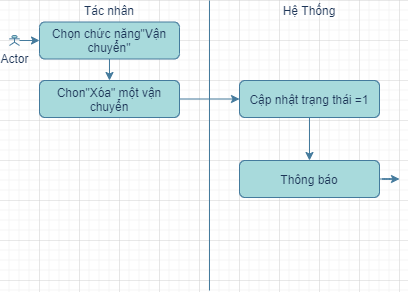 Tác nhân
Hệ Thống
Chọn chức năng"Vận
chuyển"
Actor
Chon"Xóa" một vận
chuyển
Cập nhật trạng thái =1
Thông báo